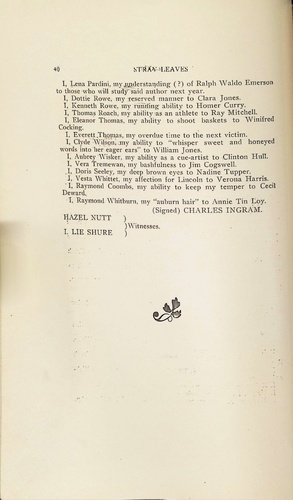 40 STRAY LEAVES
I, Lena Pardini, my understanding (?) of Ralph Waldo Emerson
to those who will study said author next year.
I, Dottie Rowe, my reserved manner to Clara Jones.
I, Kenneth Rowe, my running ability to Homer Curry.
I, Thomas Roach, my ability as an athlete to Ray Mitchell.
I, Eleanor Thomas, my ability to shoot baskets to Winifred
Cocking.
I, Everett Thomas, my overdue time to the next victim.
I, Clyde Wilson, my ability to "whisper sweet and honeyed
words into her eager ears" to William Jones.
I, Aubrey Wisker, my ability as a cue-artist to Clinton Hull.
I, Vera Tremewan, my bashfulness to Jim Cogswell.
I, Doris Seeley, my deep brown eyes to Nadine Tupper.
I, Vesta Whittet, my affection for Lincoln to Verona Harris.
I, Raymond Coombs, my ability to keep my temper to Cecil
Deward.
I, Raymond Whitburn, my "auburn hair" to Annie Tin Loy.
(Signed) CHARLES INGRAM.
HAZEL NUTT )
)Witnesses.
I. LIE SHURE )